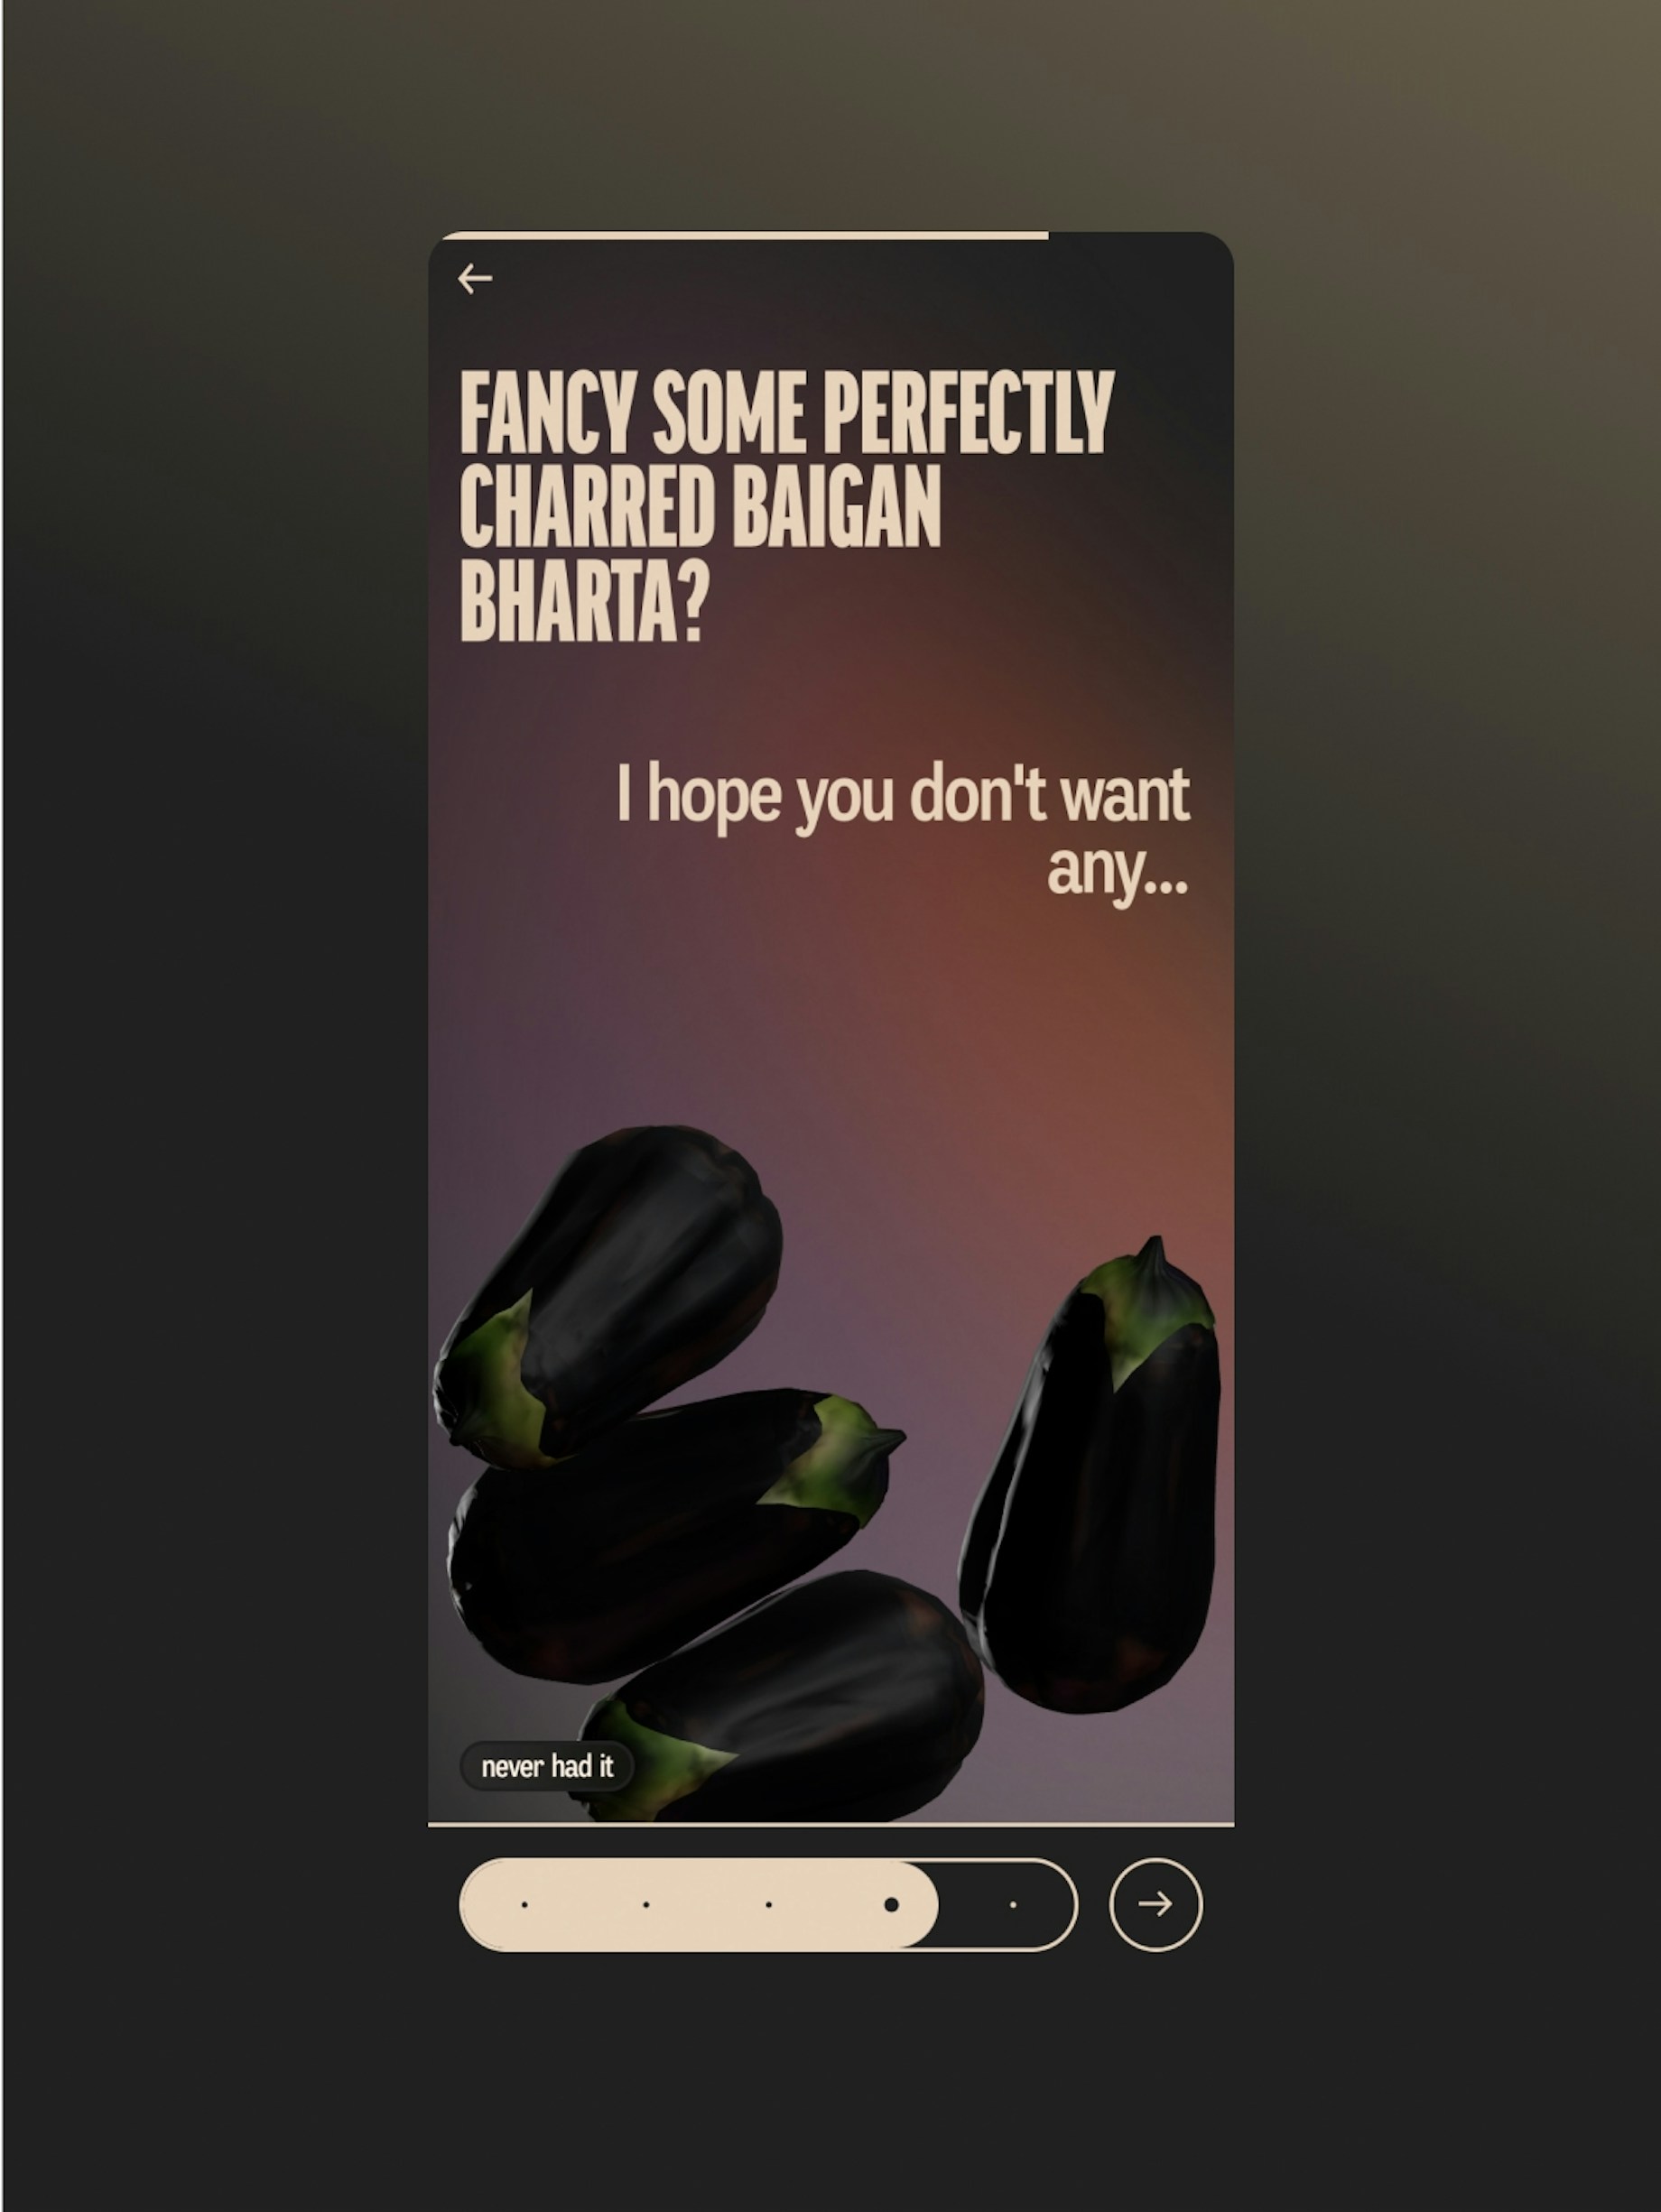 FANCY SOME PERFECTLY
CHARRED BAIGAN
BHARTA?
I hope you don't want
any...
never had it